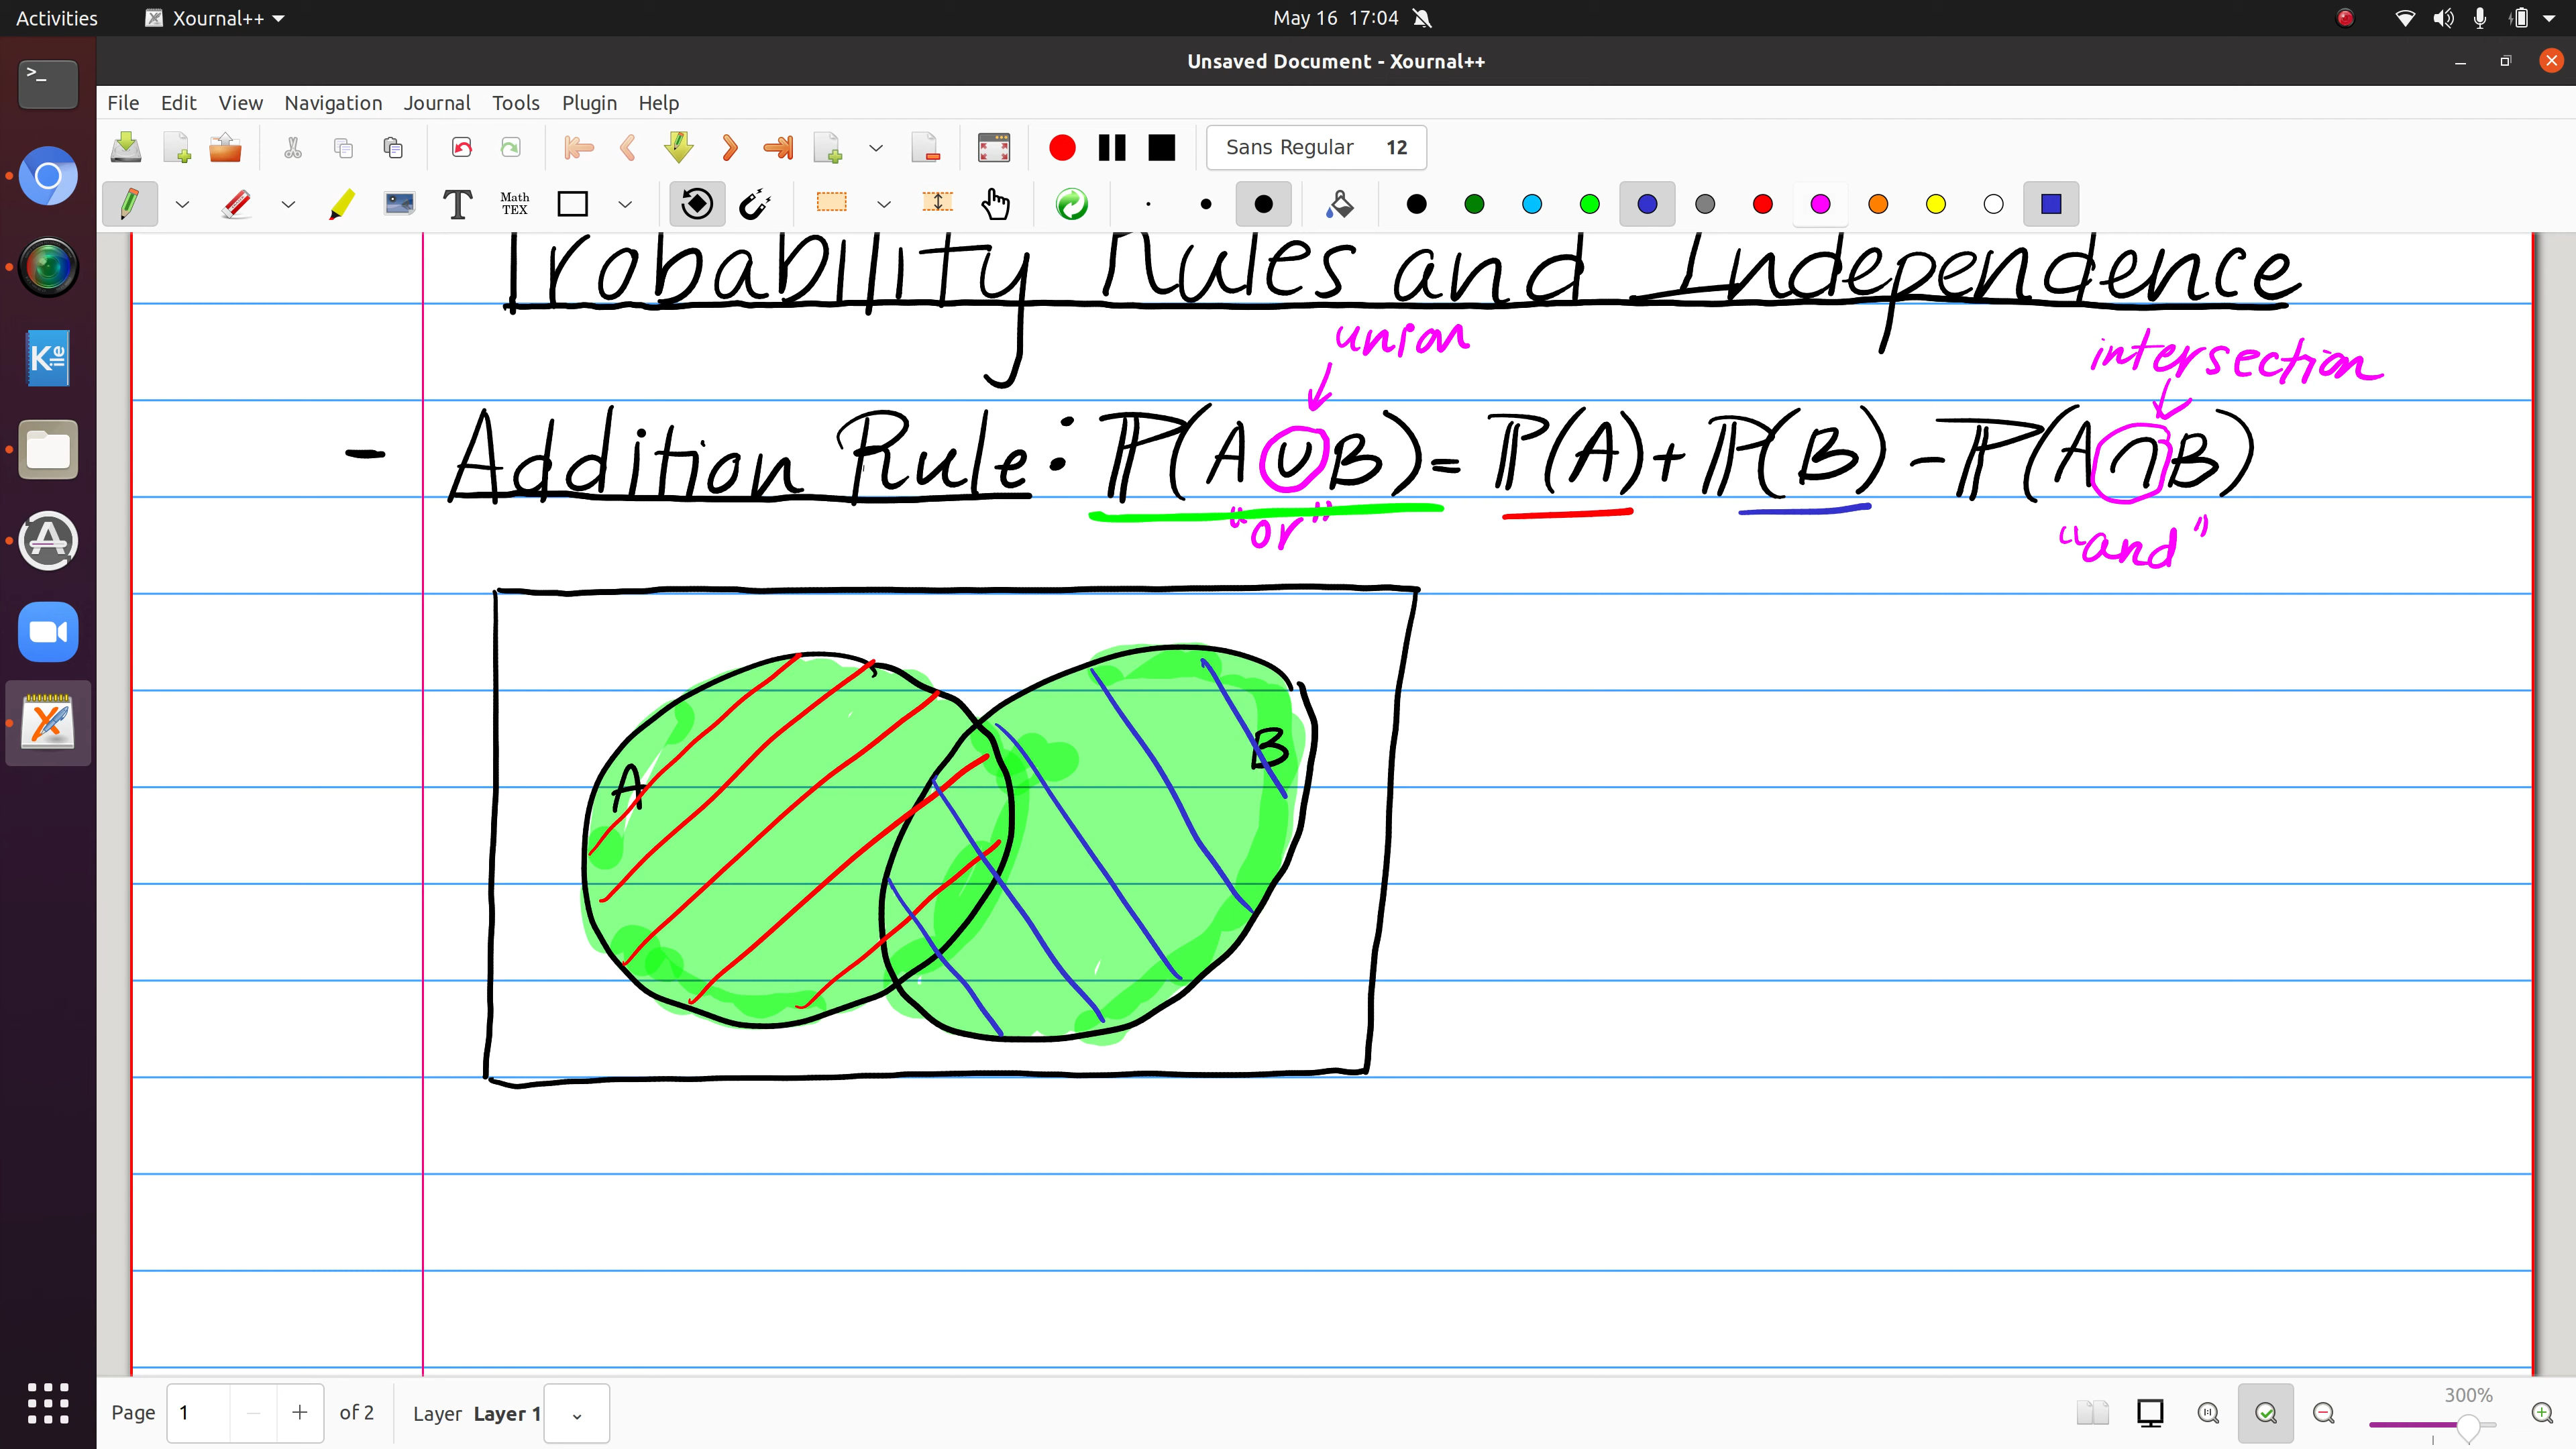 Activities Xournal++ May 16 17:04
Unsaved Document - Xournal++
File Edit View Navigation Journal Tools Plugin Help
Sans Regular 12
Math TEX
Probability Rules and Independence
union
intersection
- Addition Rule: ℙ(A∪B) = ℙ(A) + ℙ(B) - ℙ(A∩B)
"or"
"and"
A
B
Page 1 of 2 Layer Layer 1
300%